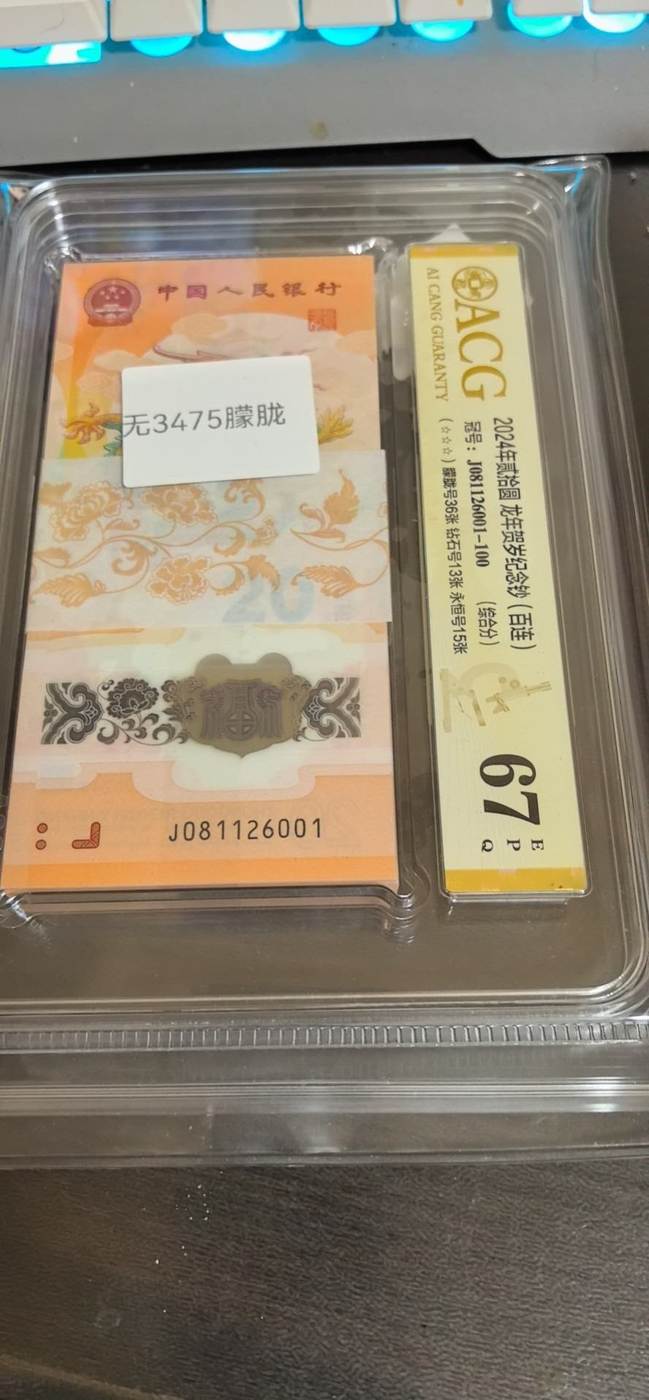 中国人民银行
无3475朦胧
20
J081126001
ACG
AI CANG GUARANTY
2024年贰拾圆 龙年贺岁纪念钞（百连）
冠号：J081126001-100 （综合分）
（☆☆☆）朦胧号36张 钻石号13张 永恒号15张
67
E
P
Q